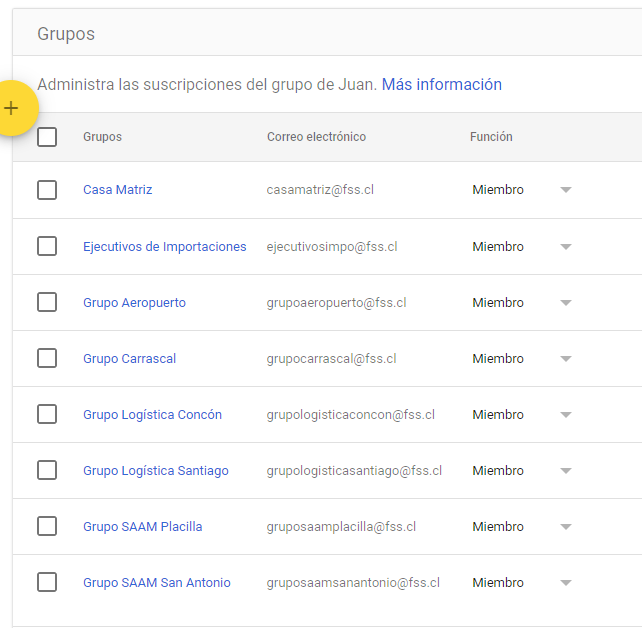 Grupos
Administra las suscripciones del grupo de Juan. Más información
+
Grupos Correo electrónico Función
Casa Matriz casamatriz@fss.cl Miembro
Ejecutivos de Importaciones ejecutivosimpo@fss.cl Miembro
Grupo Aeropuerto grupoaeropuerto@fss.cl Miembro
Grupo Carrascal grupocarrascal@fss.cl Miembro
Grupo Logística Concón grupologisticaconcon@fss.cl Miembro
Grupo Logística Santiago grupologisticasantiago@fss.cl Miembro
Grupo SAAM Placilla gruposaamplacilla@fss.cl Miembro
Grupo SAAM San Antonio gruposaamsanantonio@fss.cl Miembro